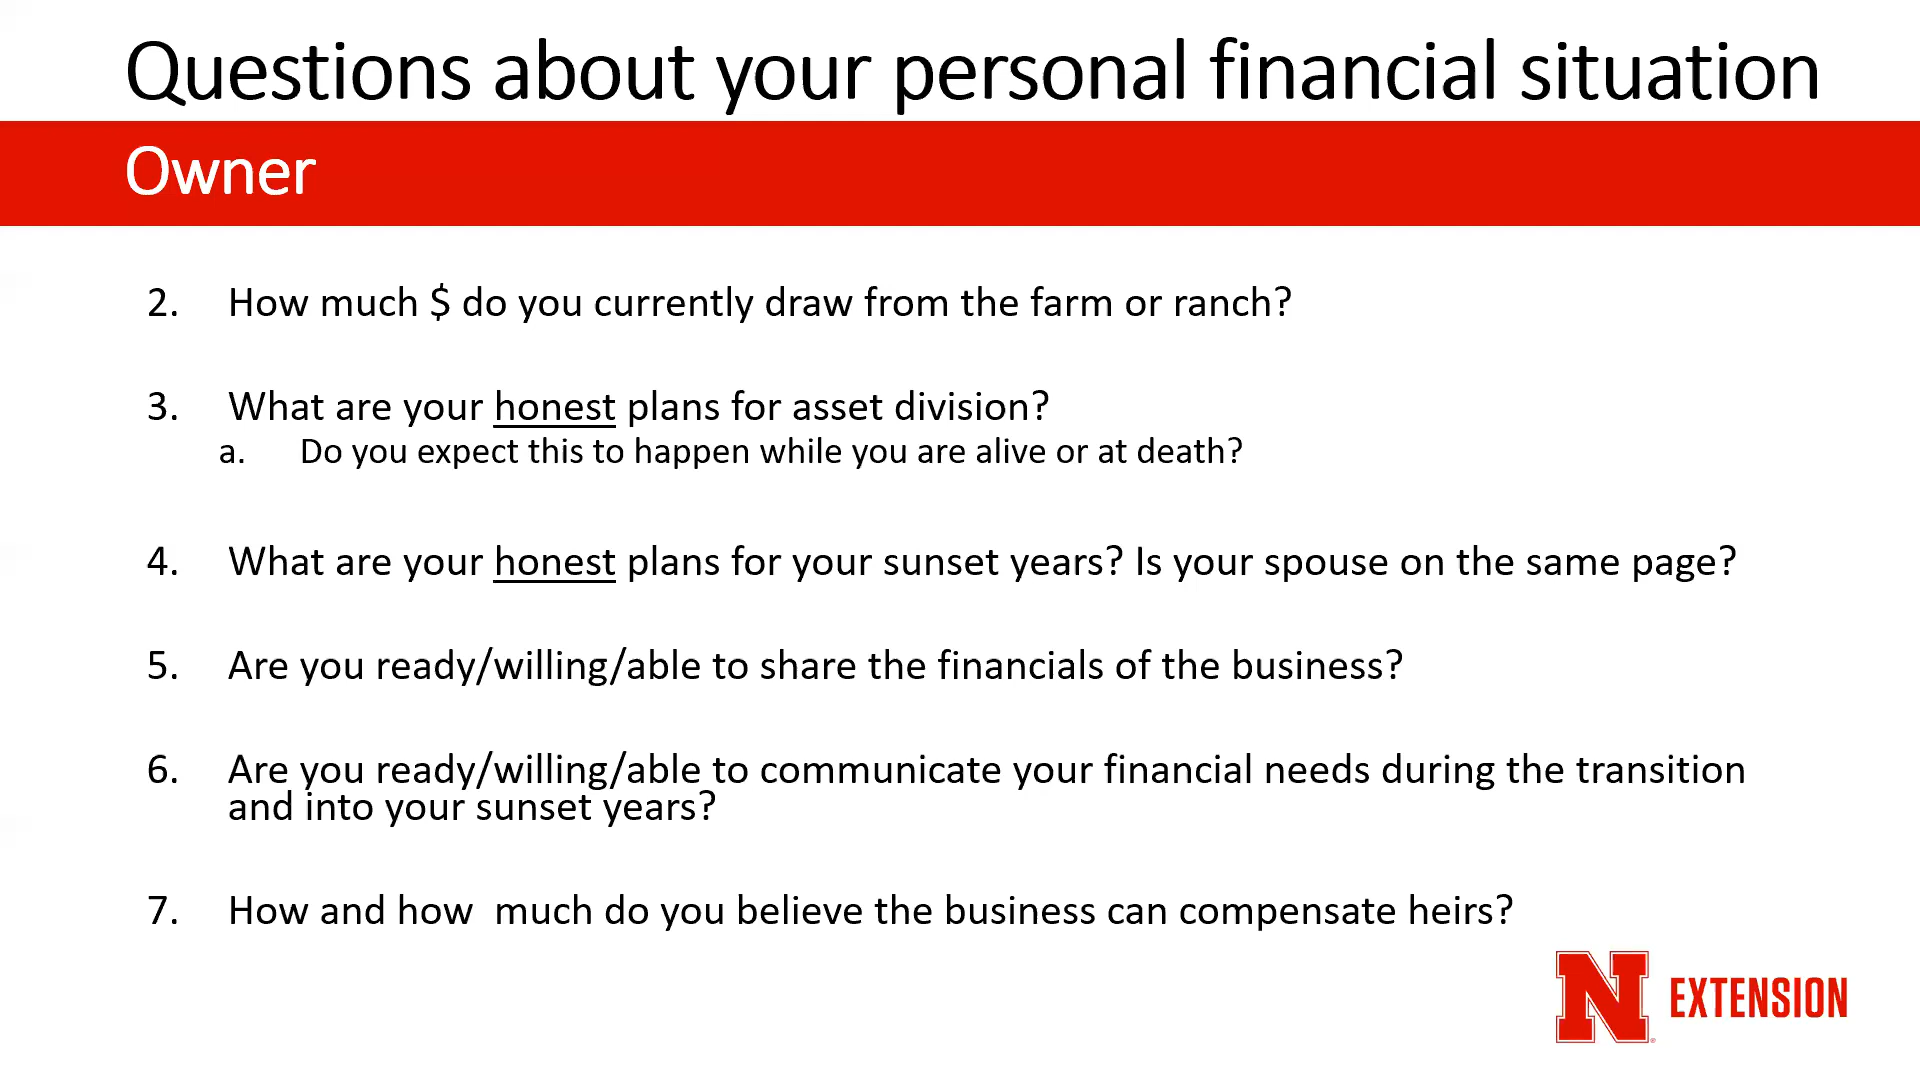 Questions about your personal financial situation
Owner
2. How much $ do you currently draw from the farm or ranch?
3. What are your honest plans for asset division?
a. Do you expect this to happen while you are alive or at death?
4. What are your honest plans for your sunset years? Is your spouse on the same page?
5. Are you ready/willing/able to share the financials of the business?
6. Are you ready/willing/able to communicate your financial needs during the transition
and into your sunset years?
7. How and how  much do you believe the business can compensate heirs?
N EXTENSION